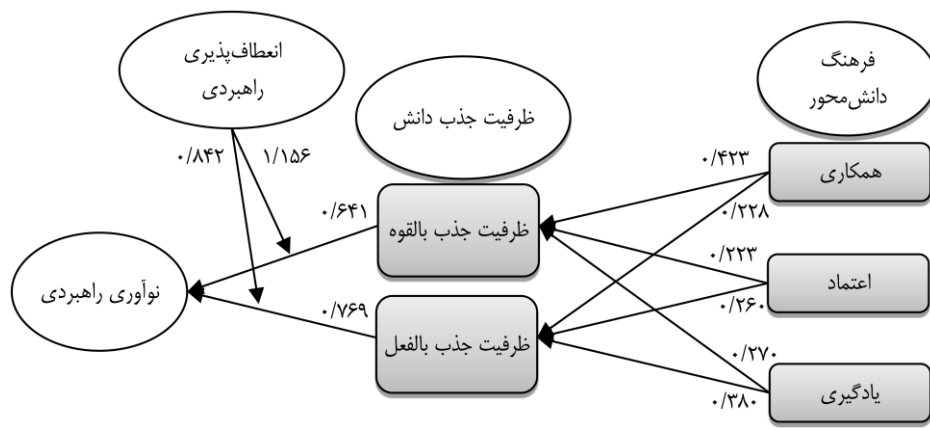 فرهنگ
دانش‌محور
همکاری
اعتماد
یادگیری
۰/۴۲۳
۰/۲۲۸
۰/۲۲۳
۰/۲۶۰
۰/۲۷۰
۰/۳۸۰
ظرفیت جذب دانش
ظرفیت جذب بالقوه
ظرفیت جذب بالفعل
انعطاف‌پذیری
راهبردی
۱/۱۵۶
۰/۸۴۲
۰/۶۴۱
۰/۷۶۹
نوآوری راهبردی